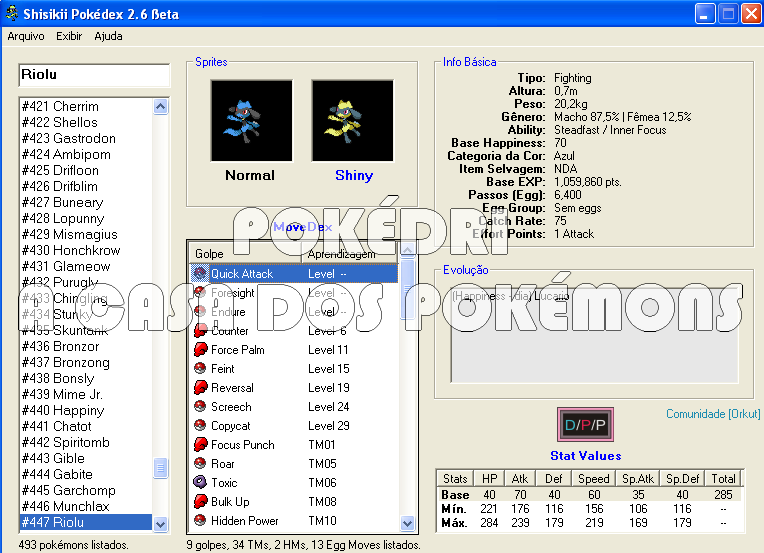 Shisikii Pokédex 2.6 Beta
Arquivo Exibir Ajuda
Riolu
#421 Cherrim
#422 Shellos
#423 Gastrodon
#424 Ambipom
#425 Drifloon
#426 Drifblim
#427 Buneary
#428 Lopunny
#429 Mismagius
#430 Honchkrow
#431 Glameow
#432 Purugly
#433 Chingling
#434 Stunky
#435 Skuntank
#436 Bronzor
#437 Bronzong
#438 Bonsly
#439 Mime Jr.
#440 Happiny
#441 Chatot
#442 Spiritomb
#443 Gible
#444 Gabite
#445 Garchomp
#446 Munchlax
#447 Riolu
493 pokémons listados.
Sprites
Normal Shiny
MoveDex
Golpe Aprendizagem
Quick Attack Level --
Foresight Level --
Endure Level --
Counter Level 6
Force Palm Level 11
Feint Level 15
Reversal Level 19
Screech Level 24
Copycat Level 29
Focus Punch TM01
Roar TM05
Toxic TM06
Bulk Up TM08
Hidden Power TM10
9 golpes, 34 TMs, 2 HMs, 13 Egg Moves listados.
Info Básica
Tipo: Fighting
Altura: 0,7m
Peso: 20,2kg
Gênero: Macho 87,5% | Fêmea 12,5%
Ability: Steadfast / Inner Focus
Base Happiness: 70
Categoria da Cor: Azul
Item Selvagem: NDA
Base EXP: 1,059,860 pts.
Passos (Egg): 6,400
Egg Group: Sem eggs
Catch Rate: 75
Effort Points: 1 Attack
Evolução
(Happiness +/dia) Lucario
POKÉDRI
A CASA DOS POKÉMONS
Comunidade [Orkut]
D/P/P
Stat Values
Stats HP Atk Def Speed Sp.Atk Sp.Def Total
Base 40 70 40 60 35 40 285
Mín. 221 176 116 156 106 116 --
Máx. 284 239 179 219 169 179 --